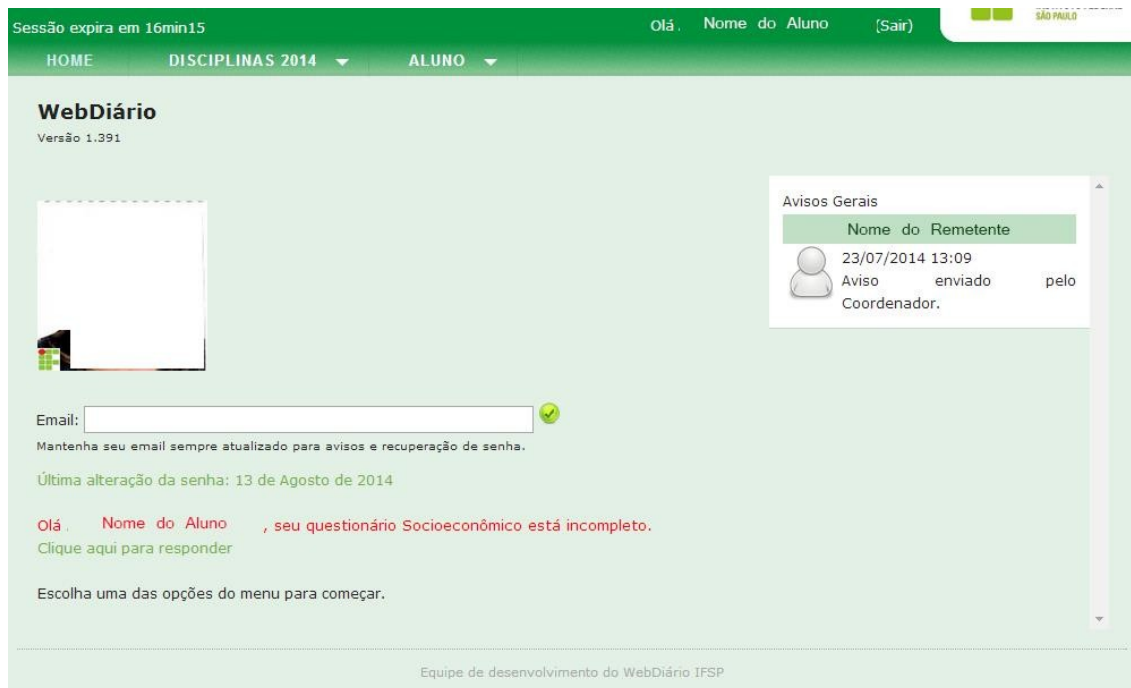 Sessão expira em 16min15
Olá , Nome do Aluno (Sair)
SÃO PAULO
HOME DISCIPLINAS 2014 ALUNO
WebDiário
Versão 1.391
Avisos Gerais
Nome do Remetente
23/07/2014 13:09
Aviso enviado pelo
Coordenador.
Email:
Mantenha seu email sempre atualizado para avisos e recuperação de senha.
Última alteração da senha: 13 de Agosto de 2014
Olá , Nome do Aluno , seu questionário Socioeconômico está incompleto.
Clique aqui para responder
Escolha uma das opções do menu para começar.
Equipe de desenvolvimento do WebDiário IFSP